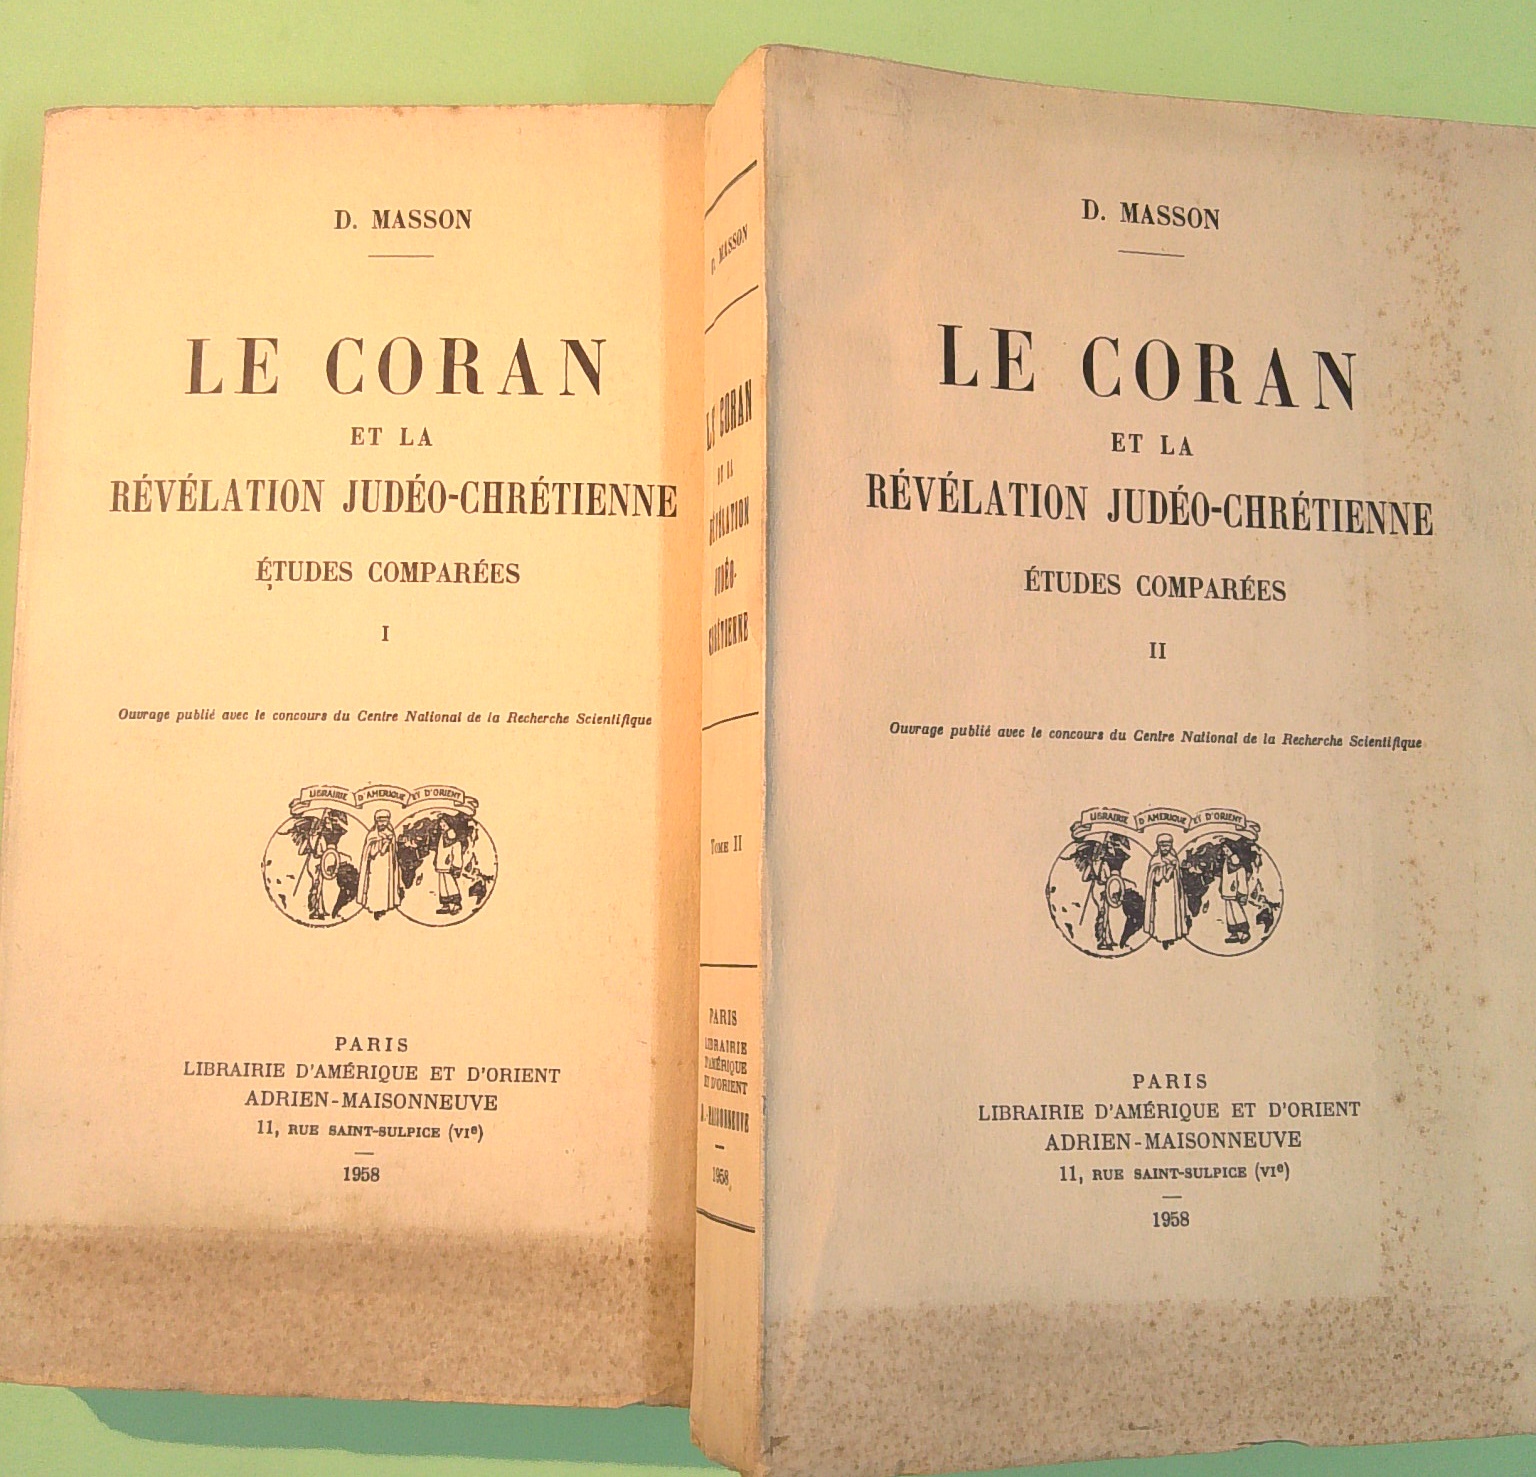 D. MASSON
LE CORAN
ET LA
RÉVÉLATION JUDÉO-CHRÉTIENNE
ÉTUDES COMPARÉES
I
Ouvrage publié avec le concours du Centre National de la Recherche Scientifique
LIBRAIRIE D'AMERIQUE ET D'ORIENT
PARIS
LIBRAIRIE D'AMÉRIQUE ET D'ORIENT
ADRIEN-MAISONNEUVE
11, RUE SAINT-SULPICE (VIe)
1958
D. MASSON
LE CORAN
ET LA
RÉVÉLATION
JUDÉO-
CHRÉTIENNE
TOME II
PARIS
LIBRAIRIE
D'AMÉRIQUE
ET D'ORIENT
A.-MAISONNEUVE
1958
D. MASSON
LE CORAN
ET LA
RÉVÉLATION JUDÉO-CHRÉTIENNE
ÉTUDES COMPARÉES
II
Ouvrage publié avec le concours du Centre National de la Recherche Scientifique
LIBRAIRIE D'AMERIQUE ET D'ORIENT
PARIS
LIBRAIRIE D'AMÉRIQUE ET D'ORIENT
ADRIEN-MAISONNEUVE
11, RUE SAINT-SULPICE (VIe)
1958